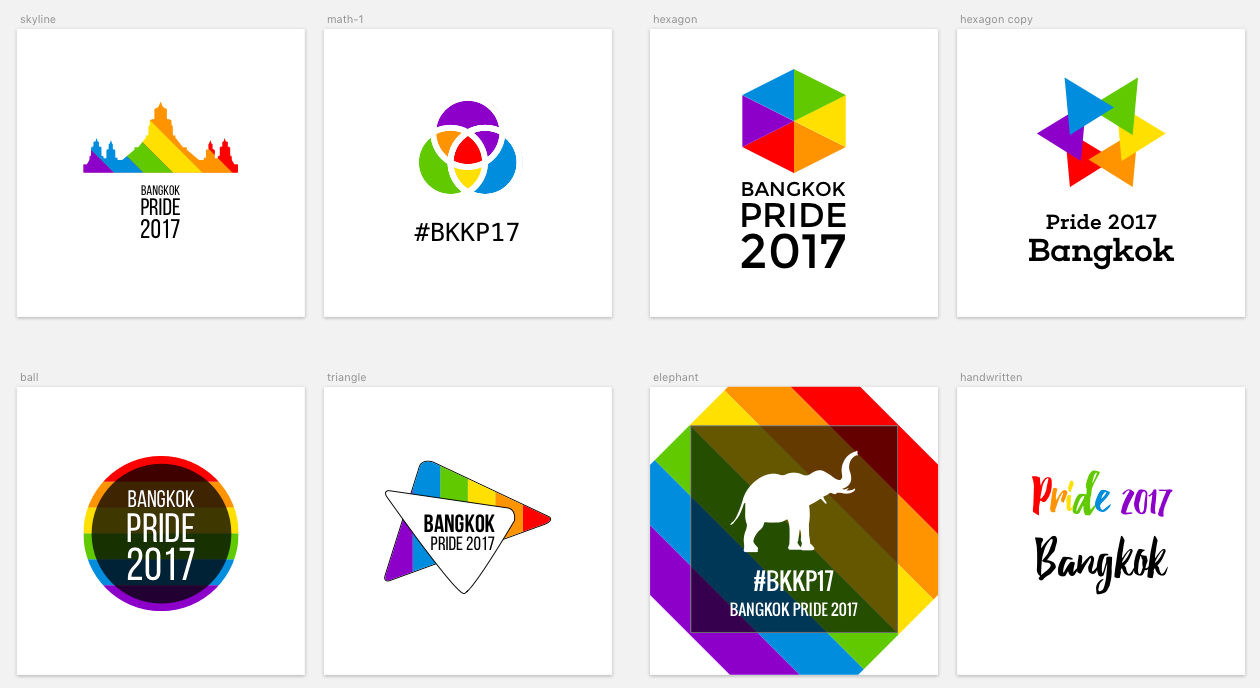 skyline
BANGKOK
PRIDE
2017
math-1
#BKKP17
hexagon
BANGKOK
PRIDE
2017
hexagon copy
Pride 2017
Bangkok
ball
BANGKOK
PRIDE
2017
triangle
BANGKOK
PRIDE 2017
elephant
#BKKP17
BANGKOK PRIDE 2017
handwritten
Pride 2017
Bangkok